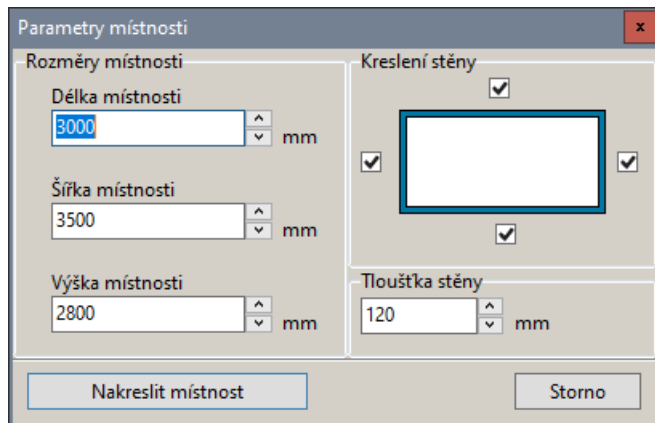 Parametry místnosti
x
Rozměry místnosti
Délka místnosti
3000
mm
Šířka místnosti
3500
mm
Výška místnosti
2800
mm
Kreslení stěny
Tloušťka stěny
120
mm
Nakreslit místnost
Storno